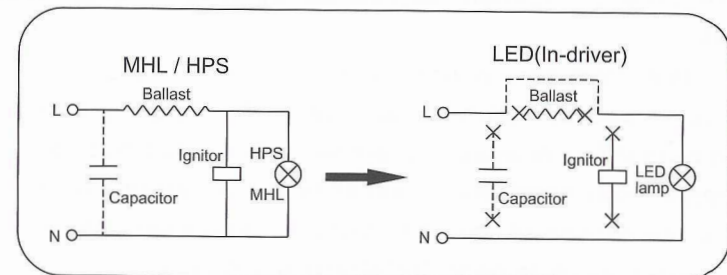 MHL / HPS
L
Ballast
Ignitor
HPS
MHL
Capacitor
N
LED(In-driver)
Ballast
L
Ignitor
LED
lamp
Capacitor
N